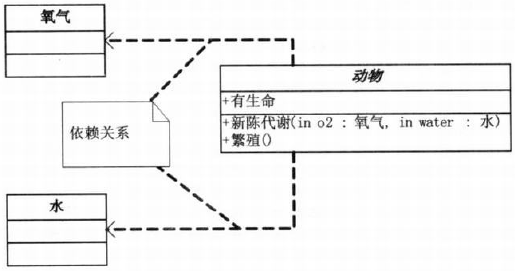 氧气
动物
+有生命
+新陈代谢(in o2 : 氧气, in water : 水)
+繁殖()
依赖关系
水